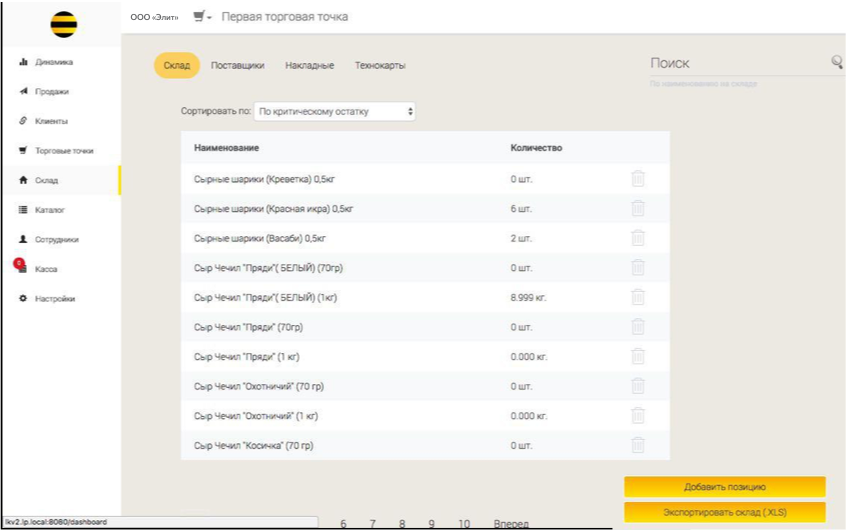 ООО «Элит» Первая торговая точка
Динамика
Продажи
Клиенты
Торговые точки
Склад
Каталог
Сотрудники
0
Касса
Настройки
Склад Поставщики Накладные Технокарты
Поиск
По наименованию на складе
Сортировать по: По критическому остатку
Наименование Количество
Сырные шарики (Креветка) 0,5кг 0 шт.
Сырные шарики (Красная икра) 0,5кг 6 шт.
Сырные шарики (Васаби) 0,5кг 2 шт.
Сыр Чечил "Пряди"( БЕЛЫЙ) (70гр) 0 шт.
Сыр Чечил "Пряди"( БЕЛЫЙ) (1кг) 8.999 кг.
Сыр Чечил "Пряди" (70гр) 0 шт.
Сыр Чечил "Пряди" (1 кг) 0.000 кг.
Сыр Чечил "Охотничий" (70 гр) 0 шт.
Сыр Чечил "Охотничий" (1 кг) 0.000 кг.
Сыр Чечил "Косичка" (70 гр) 0 шт.
Добавить позицию
Экспортировать склад (.XLS)
6 7 8 9 10 Вперед
lkv2.lp.local:8080/dashboard